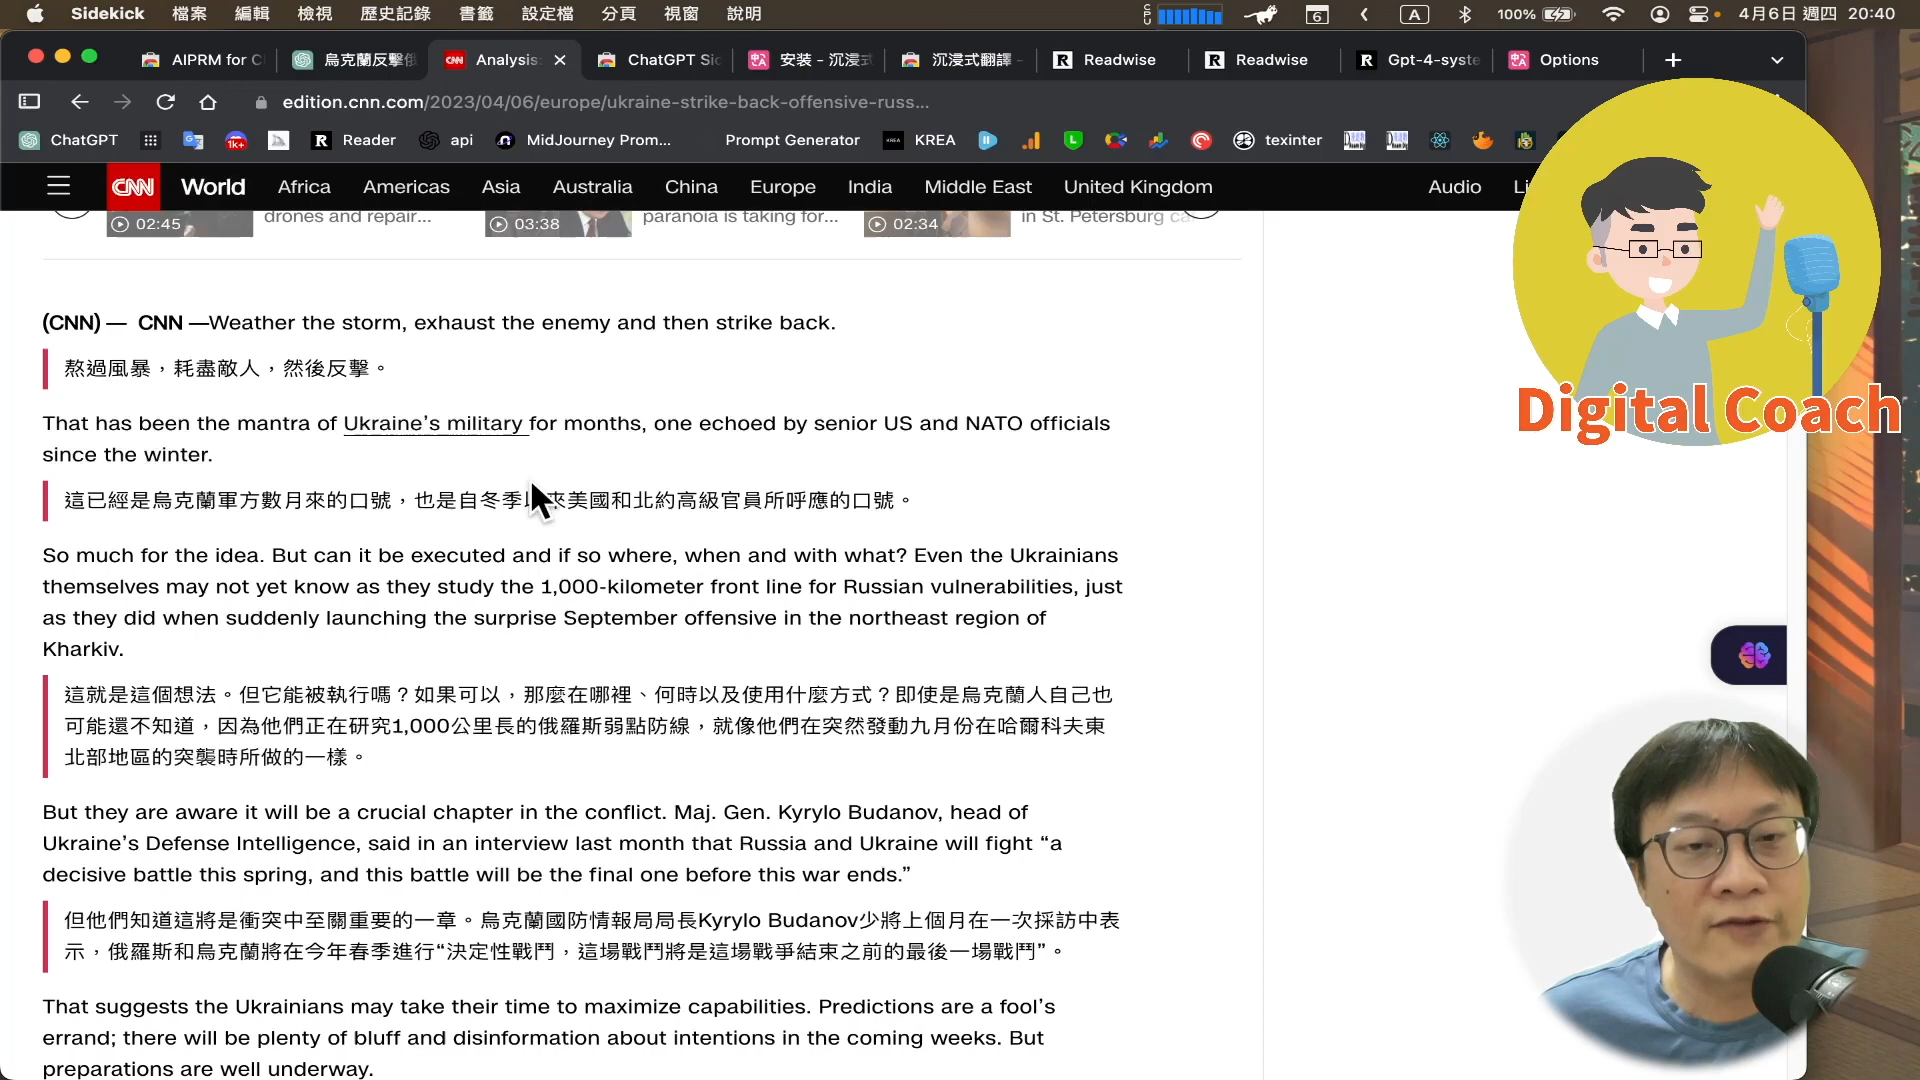 Sidekick 檔案 編輯 檢視 歷史記錄 書籤 設定檔 分頁 視窗 說明 6 A 100% 4月6日 週四 20:40
AIPRM for C 烏克蘭反擊俄 CNN Analysis: ChatGPT Sid 安装 - 沉浸式 沉浸式翻譯 - R Readwise R Readwise R Gpt-4-syste Options
edition.cnn.com/2023/04/06/europe/ukraine-strike-back-offensive-russ...
ChatGPT 1k+ R Reader api MidJourney Prom... Prompt Generator KREA KREA texinter
CNN World Africa Americas Asia Australia China Europe India Middle East United Kingdom Audio
02:45 drones and repair... 03:38 paranoia is taking for... 02:34 in St. Petersburg
(CNN) — CNN —Weather the storm, exhaust the enemy and then strike back.
熬過風暴，耗盡敵人，然後反擊。
That has been the mantra of Ukraine’s military for months, one echoed by senior US and NATO officials
since the winter.
這已經是烏克蘭軍方數月來的口號，也是自冬季以來美國和北約高級官員所呼應的口號。
So much for the idea. But can it be executed and if so where, when and with what? Even the Ukrainians
themselves may not yet know as they study the 1,000-kilometer front line for Russian vulnerabilities, just
as they did when suddenly launching the surprise September offensive in the northeast region of
Kharkiv.
這就是這個想法。但它能被執行嗎？如果可以，那麼在哪裡、何時以及使用什麼方式？即使是烏克蘭人自己也
可能還不知道，因為他們正在研究1,000公里長的俄羅斯弱點防線，就像他們在突然發動九月份在哈爾科夫東
北部地區的突襲時所做的一樣。
But they are aware it will be a crucial chapter in the conflict. Maj. Gen. Kyrylo Budanov, head of
Ukraine’s Defense Intelligence, said in an interview last month that Russia and Ukraine will fight “a
decisive battle this spring, and this battle will be the final one before this war ends.”
但他們知道這將是衝突中至關重要的一章。烏克蘭國防情報局局長Kyrylo Budanov少將上個月在一次採訪中表
示，俄羅斯和烏克蘭將在今年春季進行“決定性戰鬥，這場戰鬥將是這場戰爭結束之前的最後一場戰鬥”。
That suggests the Ukrainians may take their time to maximize capabilities. Predictions are a fool’s
errand; there will be plenty of bluff and disinformation about intentions in the coming weeks. But
preparations are well underway.
Digital Coach